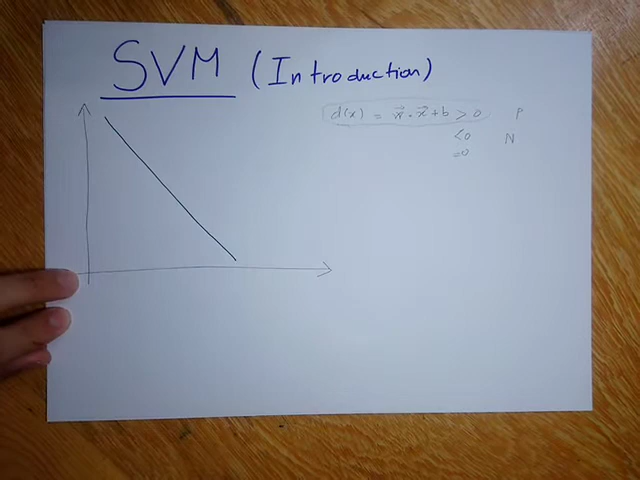 SVM (Introduction)
d(x) = w⃗ . x⃗ + b > 0 P
<0 N
=0